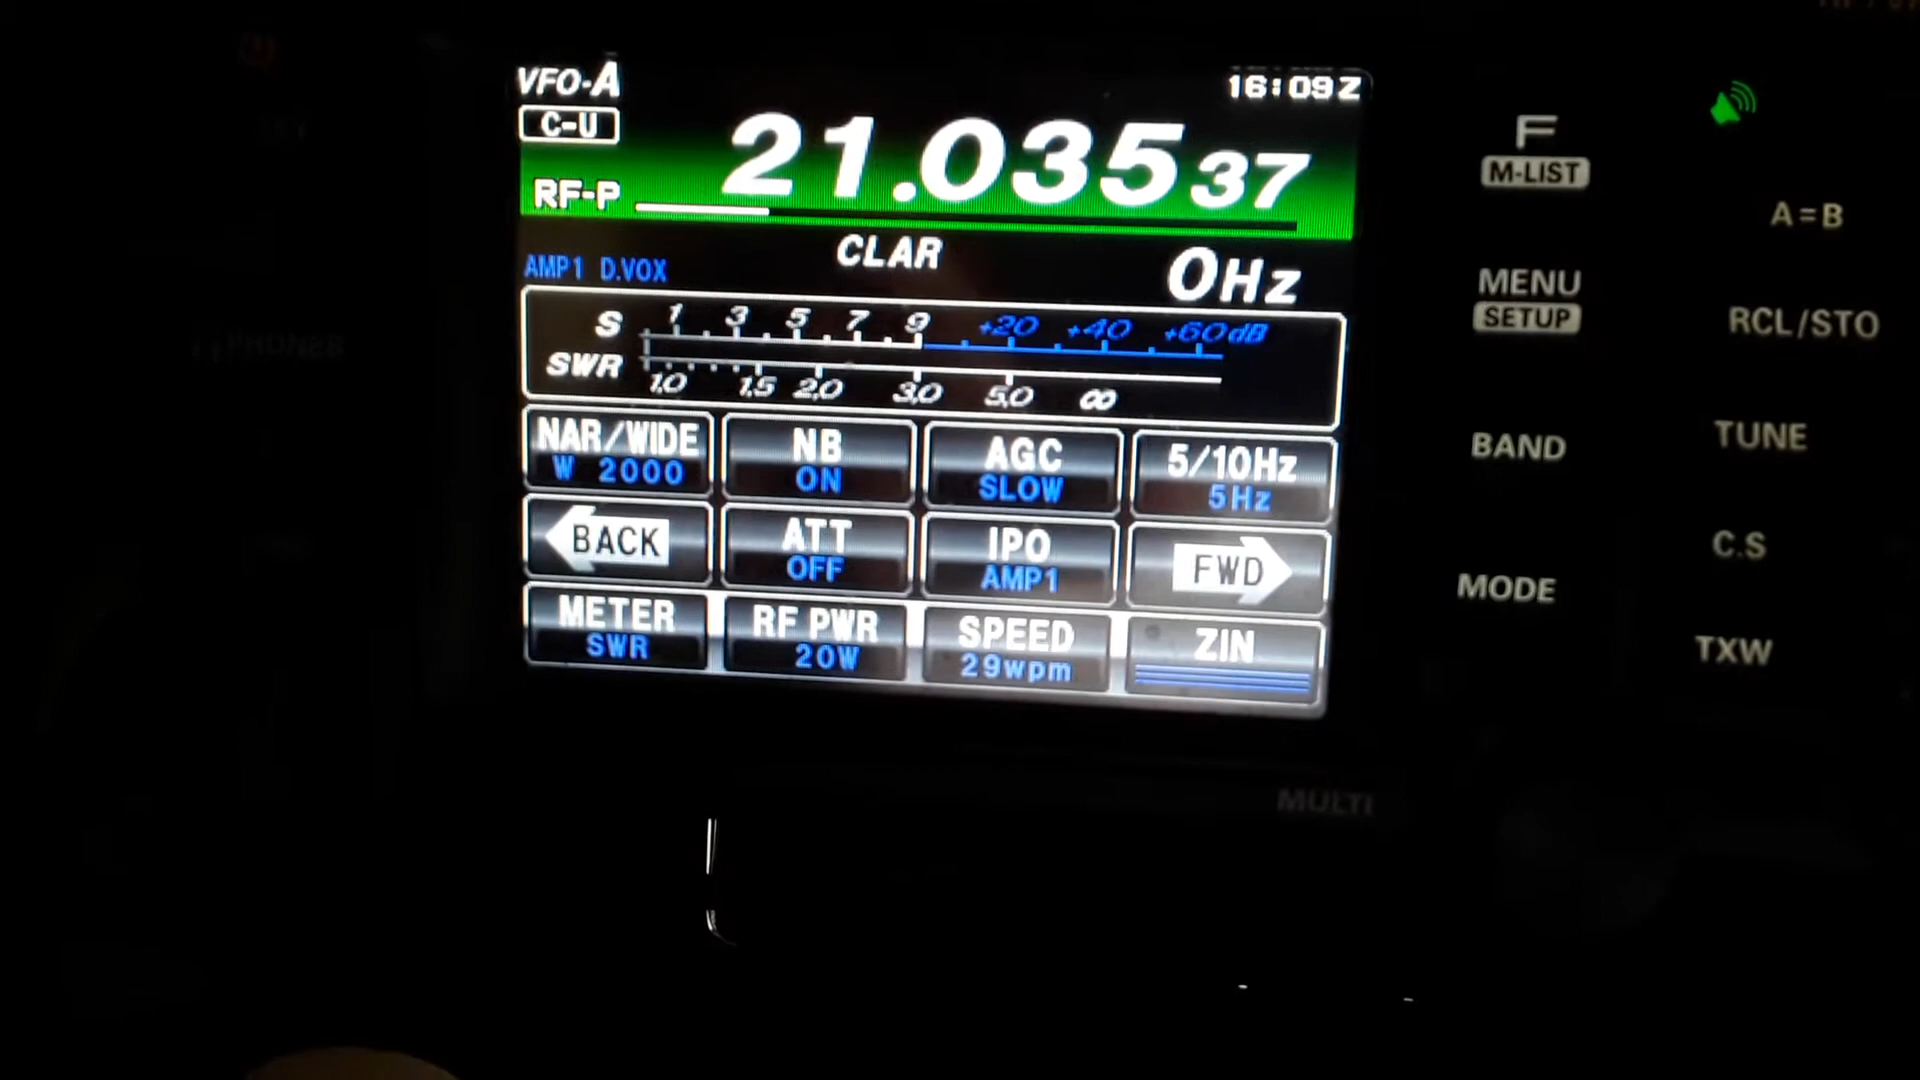 VFO-A
16:09Z
C-U
21.035 37
RF-P
CLAR
0Hz
AMP1 D.VOX
S 1 3 5 7 9 +20 +40 +60dB
SWR 1.0 1.5 2.0 3.0 5.0 ∞
NAR/WIDE
W 2000
NB
ON
AGC
SLOW
5/10Hz
5Hz
BACK
ATT
OFF
IPO
AMP1
FWD
METER
SWR
RF PWR
20W
SPEED
29wpm
ZIN
F
M-LIST
A=B
MENU
SETUP
RCL/STO
BAND
TUNE
C.S
MODE
TXW
PHONES
MULTI